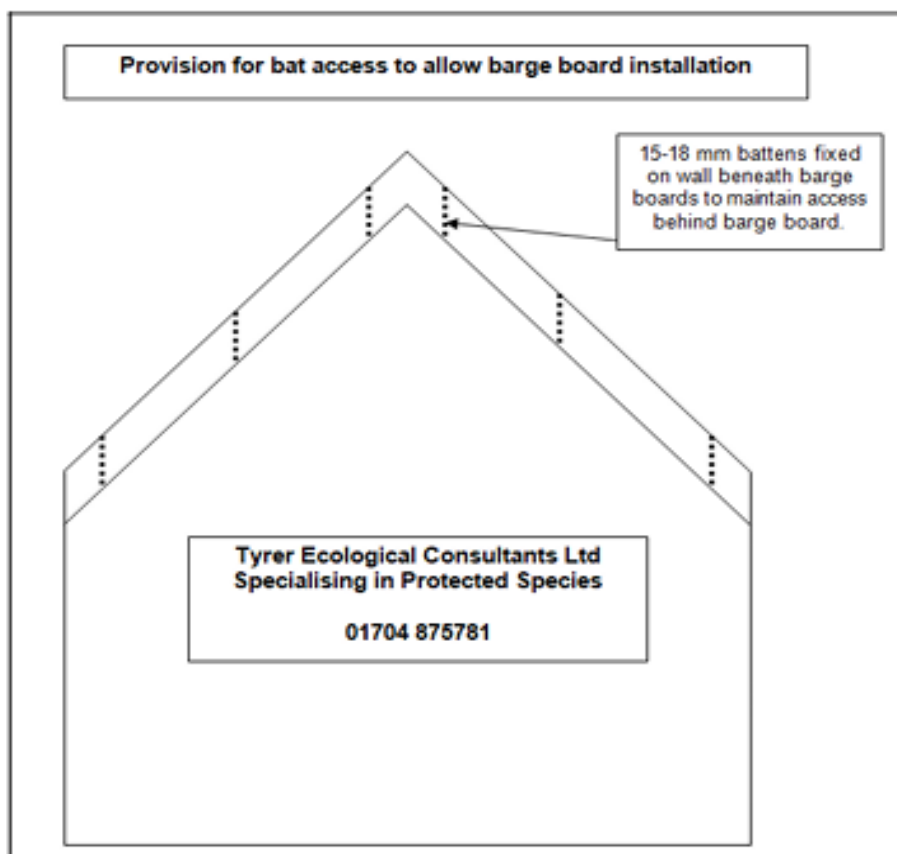 Provision for bat access to allow barge board installation
15-18 mm battens fixed
on wall beneath barge
boards to maintain access
behind barge board.
Tyrer Ecological Consultants Ltd
Specialising in Protected Species
01704 875781